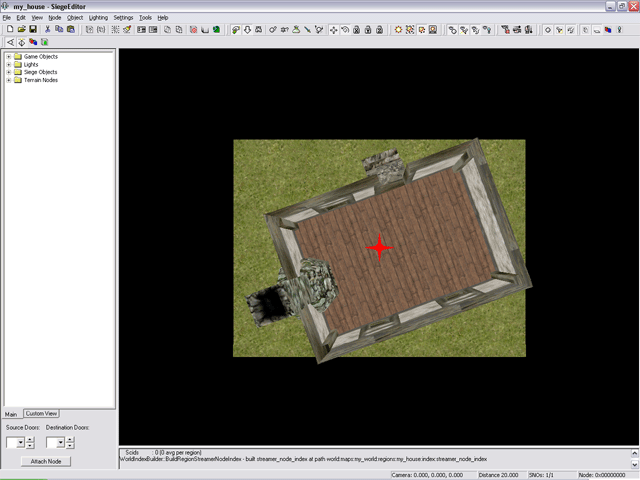 my_house - SiegeEditor
File Edit View Node Object Lighting Settings Tools Help
Game Objects
Lights
Siege Objects
Terrain Nodes
Main Custom View
Source Doors: Destination Doors:
Attach Node
Scids : 0 (0 avg per region)
WorldIndexBuilder::BuildRegionStreamerNodeIndex - built streamer_node_index at path world:maps:my_world:regions:my_house:index:streamer_node_index
Camera: 0.000, 0.000, 0.000 Distance 20.000 SNOs: 1/1 Node: 0x00000000